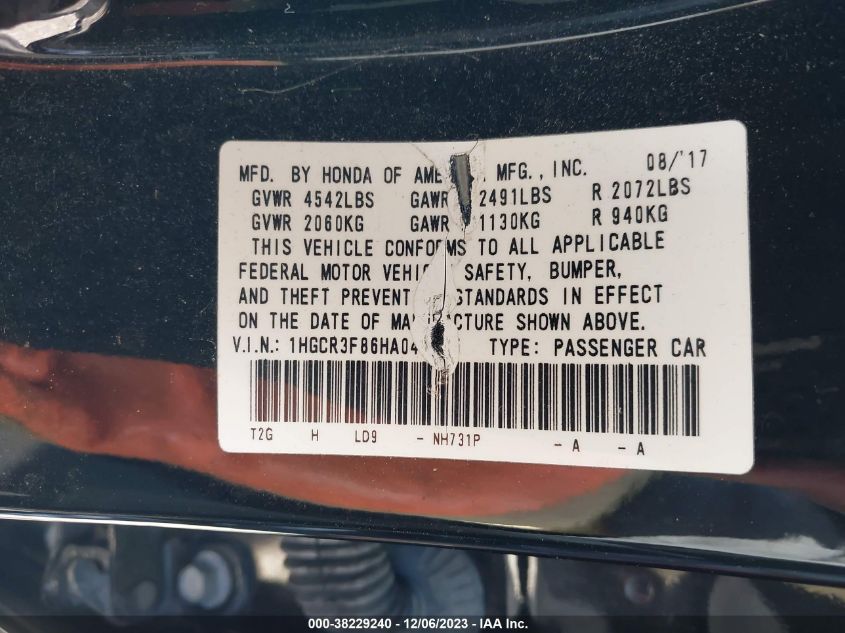 MFD. BY HONDA OF AME , MFG., INC. 08/'17
GVWR 4542LBS GAWR 2491LBS R 2072LBS
GVWR 2060KG GAWR 1130KG R 940KG
THIS VEHICLE CONFORMS TO ALL APPLICABLE
FEDERAL MOTOR VEHIC SAFETY, BUMPER,
AND THEFT PREVENT STANDARDS IN EFFECT
ON THE DATE OF MA CTURE SHOWN ABOVE.
V.I.N.: 1HGCR3F86HA04 TYPE: PASSENGER CAR
T2G H LD9 - NH731P - A - A
000-38229240 - 12/06/2023 - IAA Inc.